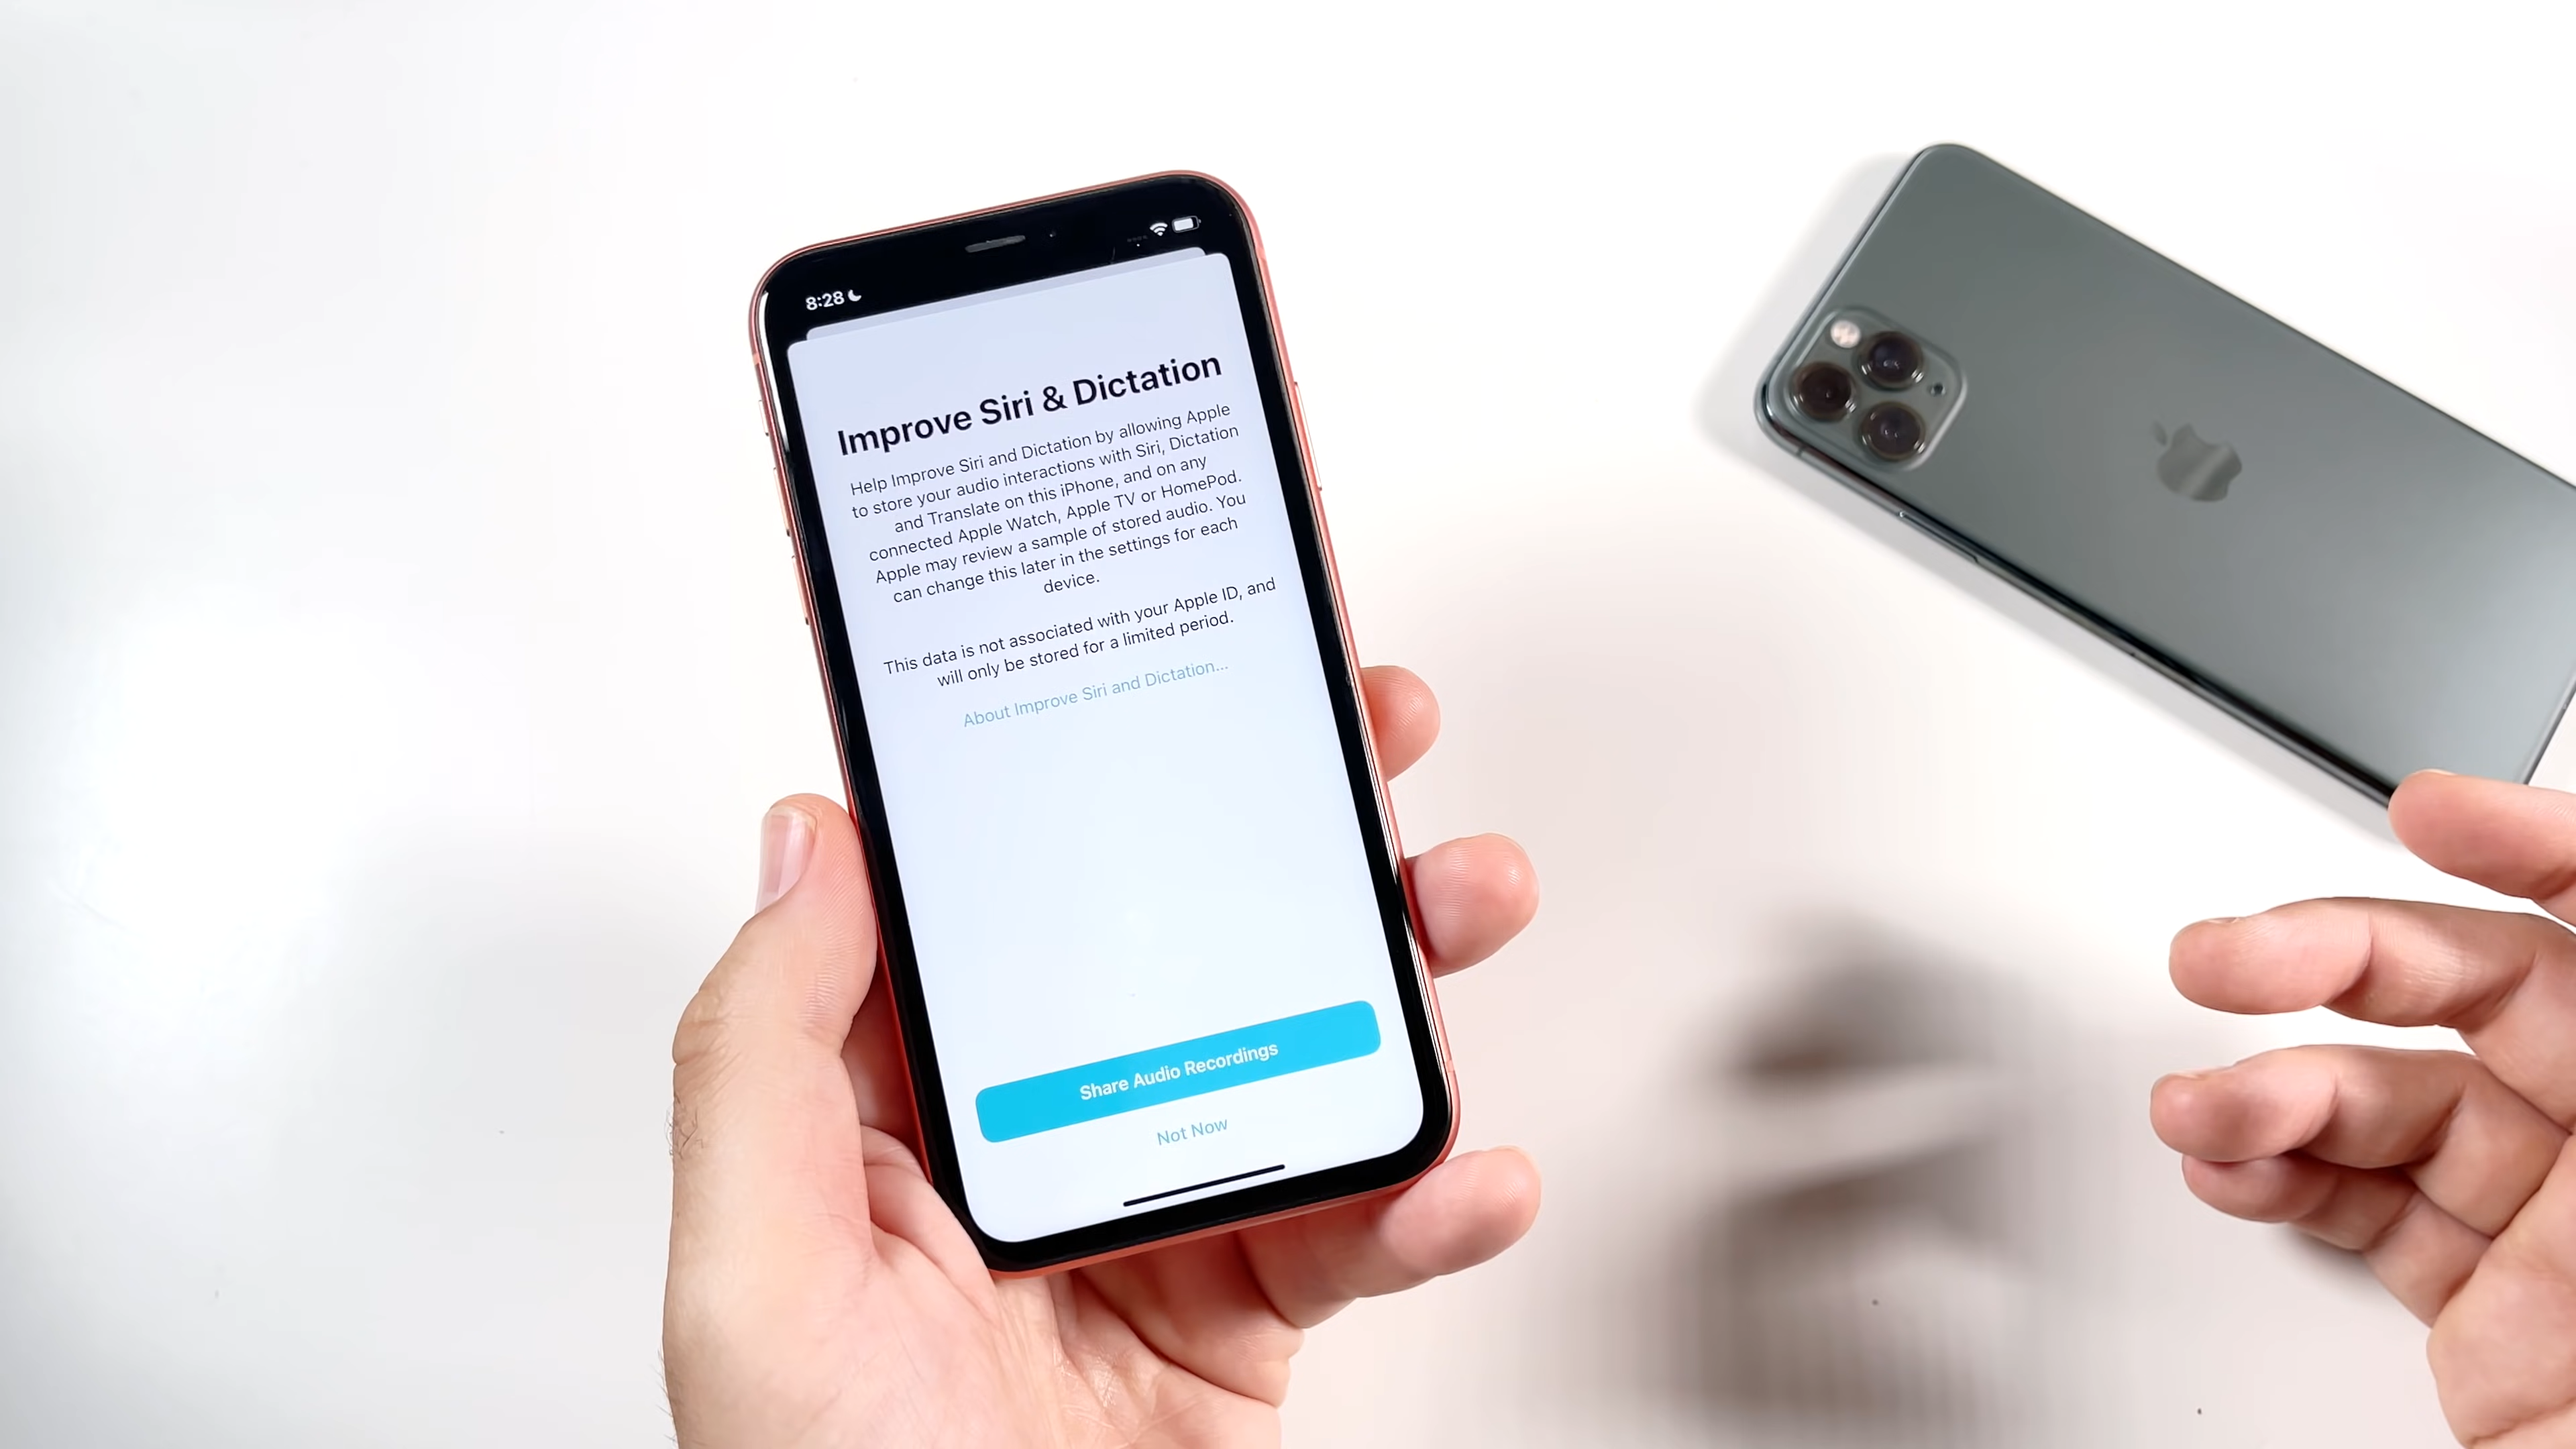 8:28
Improve Siri & Dictation
Help Improve Siri and Dictation by allowing Apple
to store your audio interactions with Siri, Dictation
and Translate on this iPhone, and on any
connected Apple Watch, Apple TV or HomePod.
Apple may review a sample of stored audio. You
can change this later in the settings for each
device.
This data is not associated with your Apple ID, and
will only be stored for a limited period.
About Improve Siri and Dictation...
Share Audio Recordings
Not Now